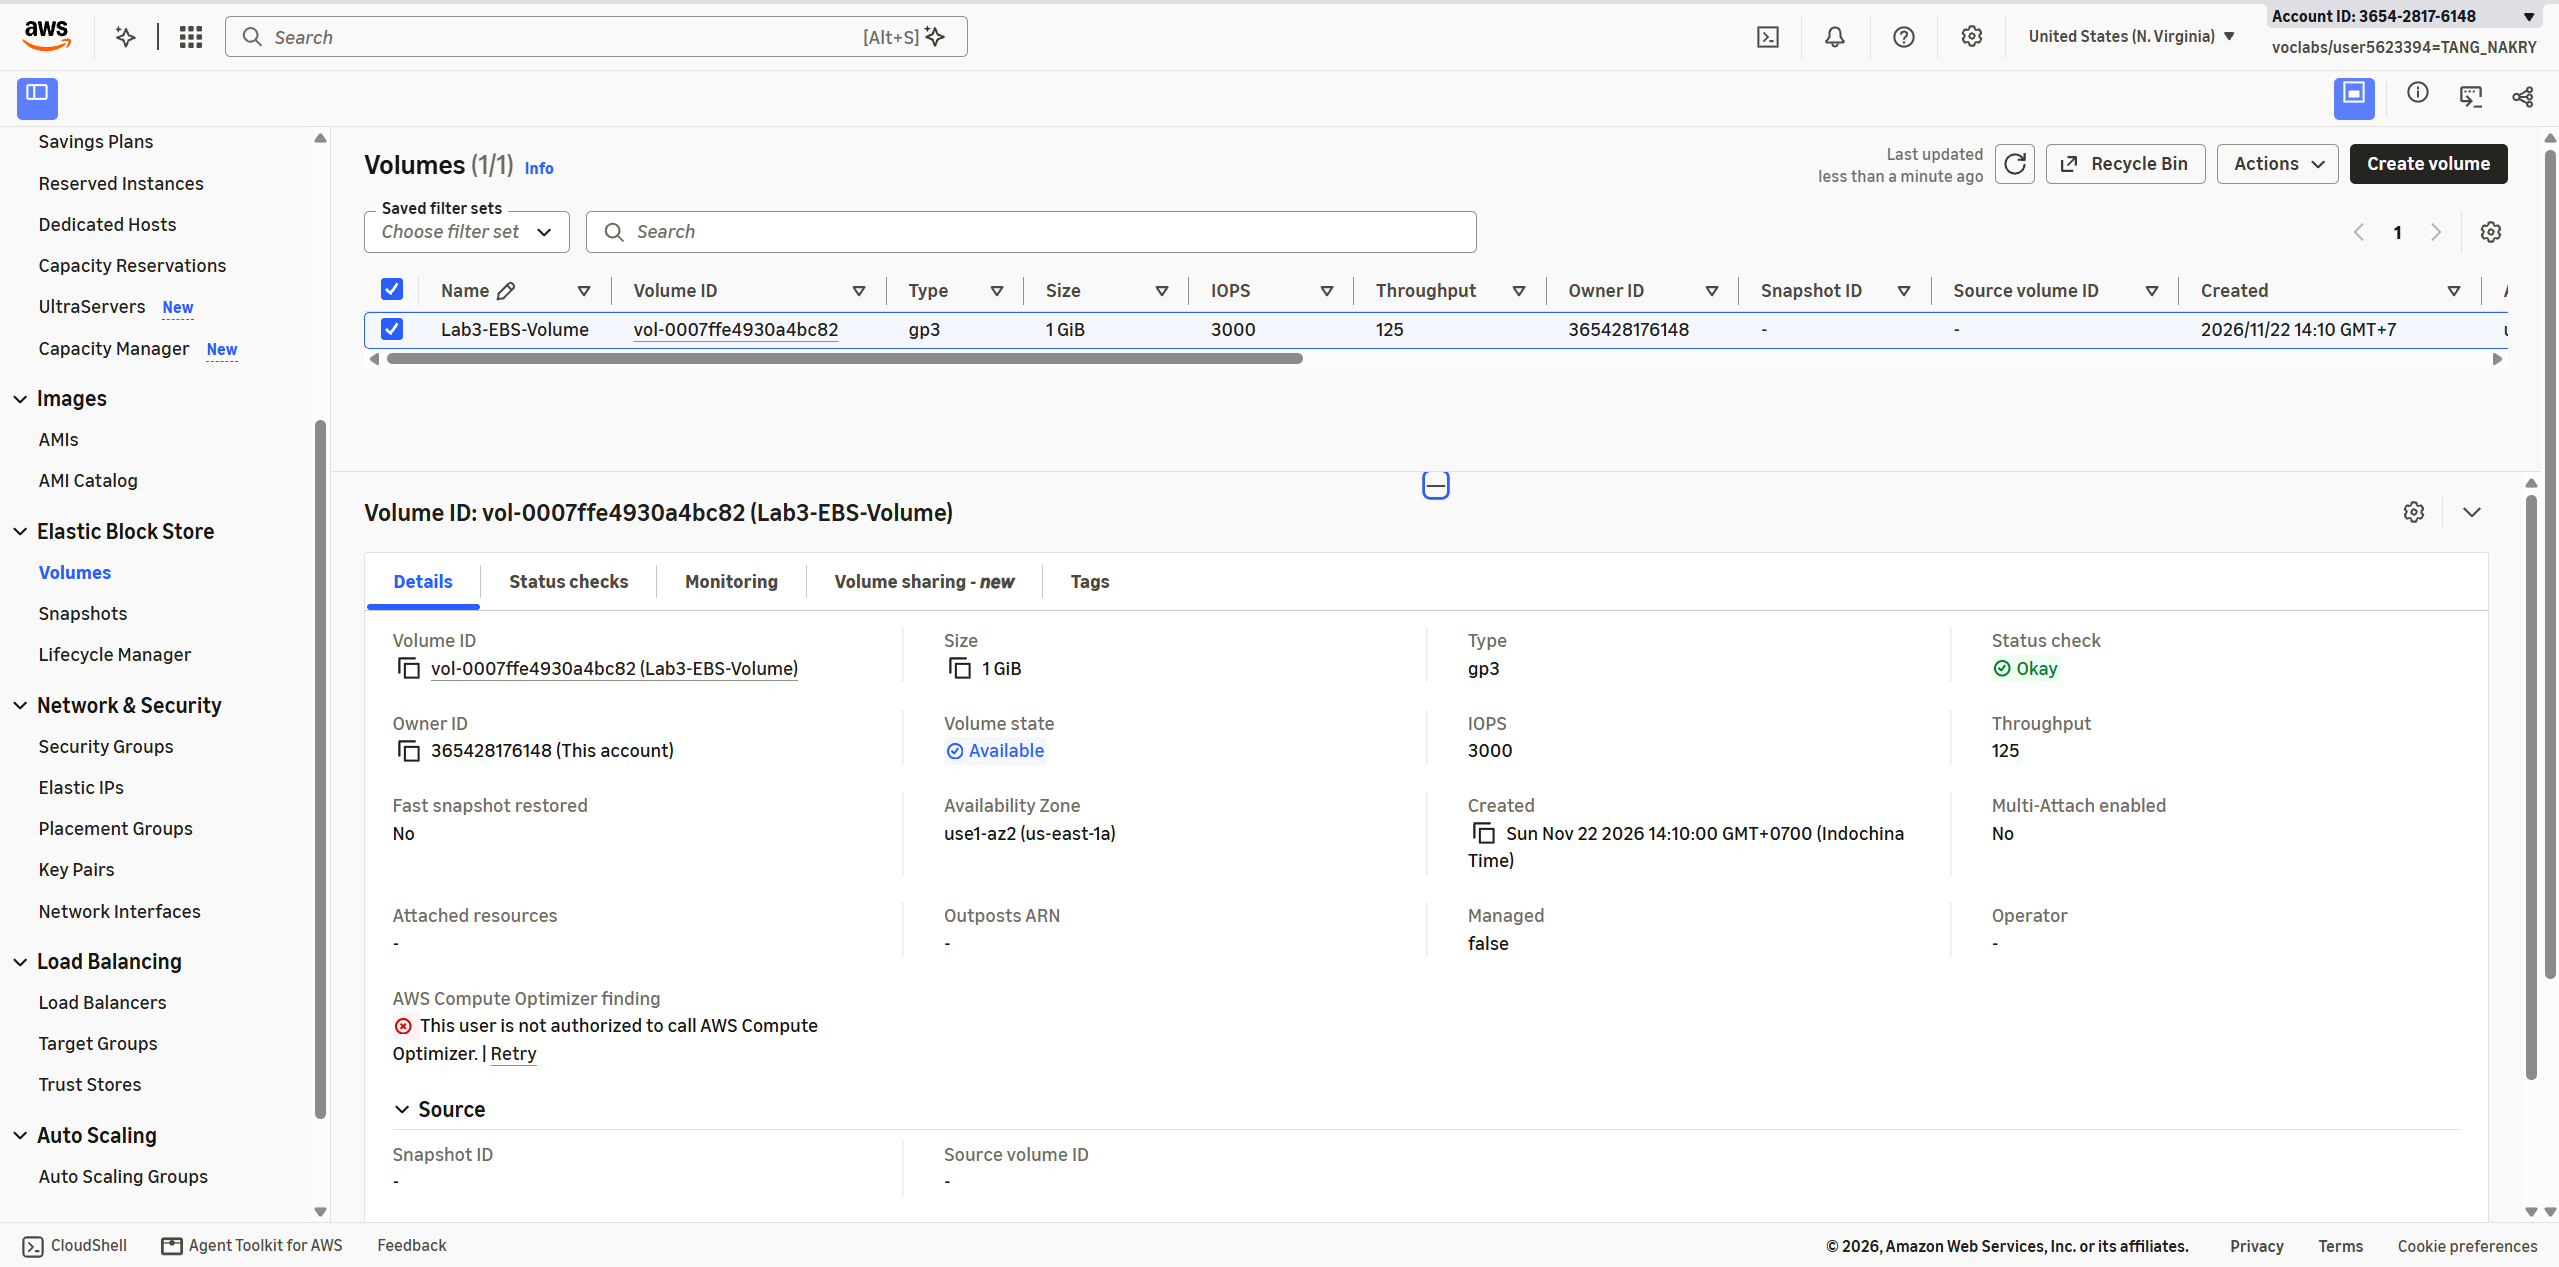 aws
Search [Alt+S]
United States (N. Virginia)
Account ID: 3654-2817-6148
voclabs/user5623394=TANG_NAKRY
Savings Plans
Reserved Instances
Dedicated Hosts
Capacity Reservations
UltraServers New
Capacity Manager New
Images
AMIs
AMI Catalog
Elastic Block Store
Volumes
Snapshots
Lifecycle Manager
Network & Security
Security Groups
Elastic IPs
Placement Groups
Key Pairs
Network Interfaces
Load Balancing
Load Balancers
Target Groups
Trust Stores
Auto Scaling
Auto Scaling Groups
Volumes (1/1) Info
Last updated
less than a minute ago
Recycle Bin
Actions
Create volume
Saved filter sets
Choose filter set
Search
1
Name Volume ID Type Size IOPS Throughput Owner ID Snapshot ID Source volume ID Created
Lab3-EBS-Volume vol-0007ffe4930a4bc82 gp3 1 GiB 3000 125 365428176148 - - 2026/11/22 14:10 GMT+7
Volume ID: vol-0007ffe4930a4bc82 (Lab3-EBS-Volume)
Details Status checks Monitoring Volume sharing - new Tags
Volume ID Size Type Status check
vol-0007ffe4930a4bc82 (Lab3-EBS-Volume) 1 GiB gp3 Okay
Owner ID Volume state IOPS Throughput
365428176148 (This account) Available 3000 125
Fast snapshot restored Availability Zone Created Multi-Attach enabled
No use1-az2 (us-east-1a) Sun Nov 22 2026 14:10:00 GMT+0700 (Indochina No
Time)
Attached resources Outposts ARN Managed Operator
- - false -
AWS Compute Optimizer finding
This user is not authorized to call AWS Compute
Optimizer. | Retry
Source
Snapshot ID Source volume ID
- -
CloudShell Agent Toolkit for AWS Feedback
© 2026, Amazon Web Services, Inc. or its affiliates. Privacy Terms Cookie preferences